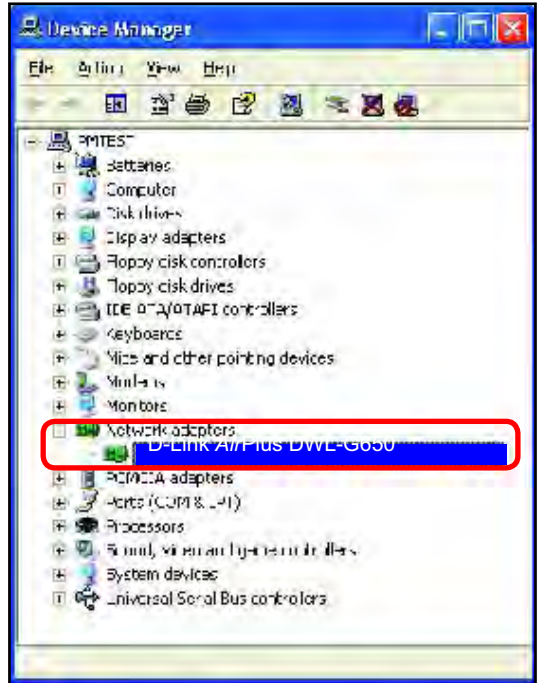 Device Manager
File Action View Help
PMTEST
Batteries
Computer
Disk drives
Display adapters
Floppy disk controllers
Floppy disk drives
IDE ATA/ATAPI controllers
Keyboards
Mice and other pointing devices
Modems
Monitors
Network adapters
D-Link DWL-G650
PCMCIA adapters
Ports (COM & LPT)
Processors
Sound, video and game controllers
System devices
Universal Serial Bus controllers